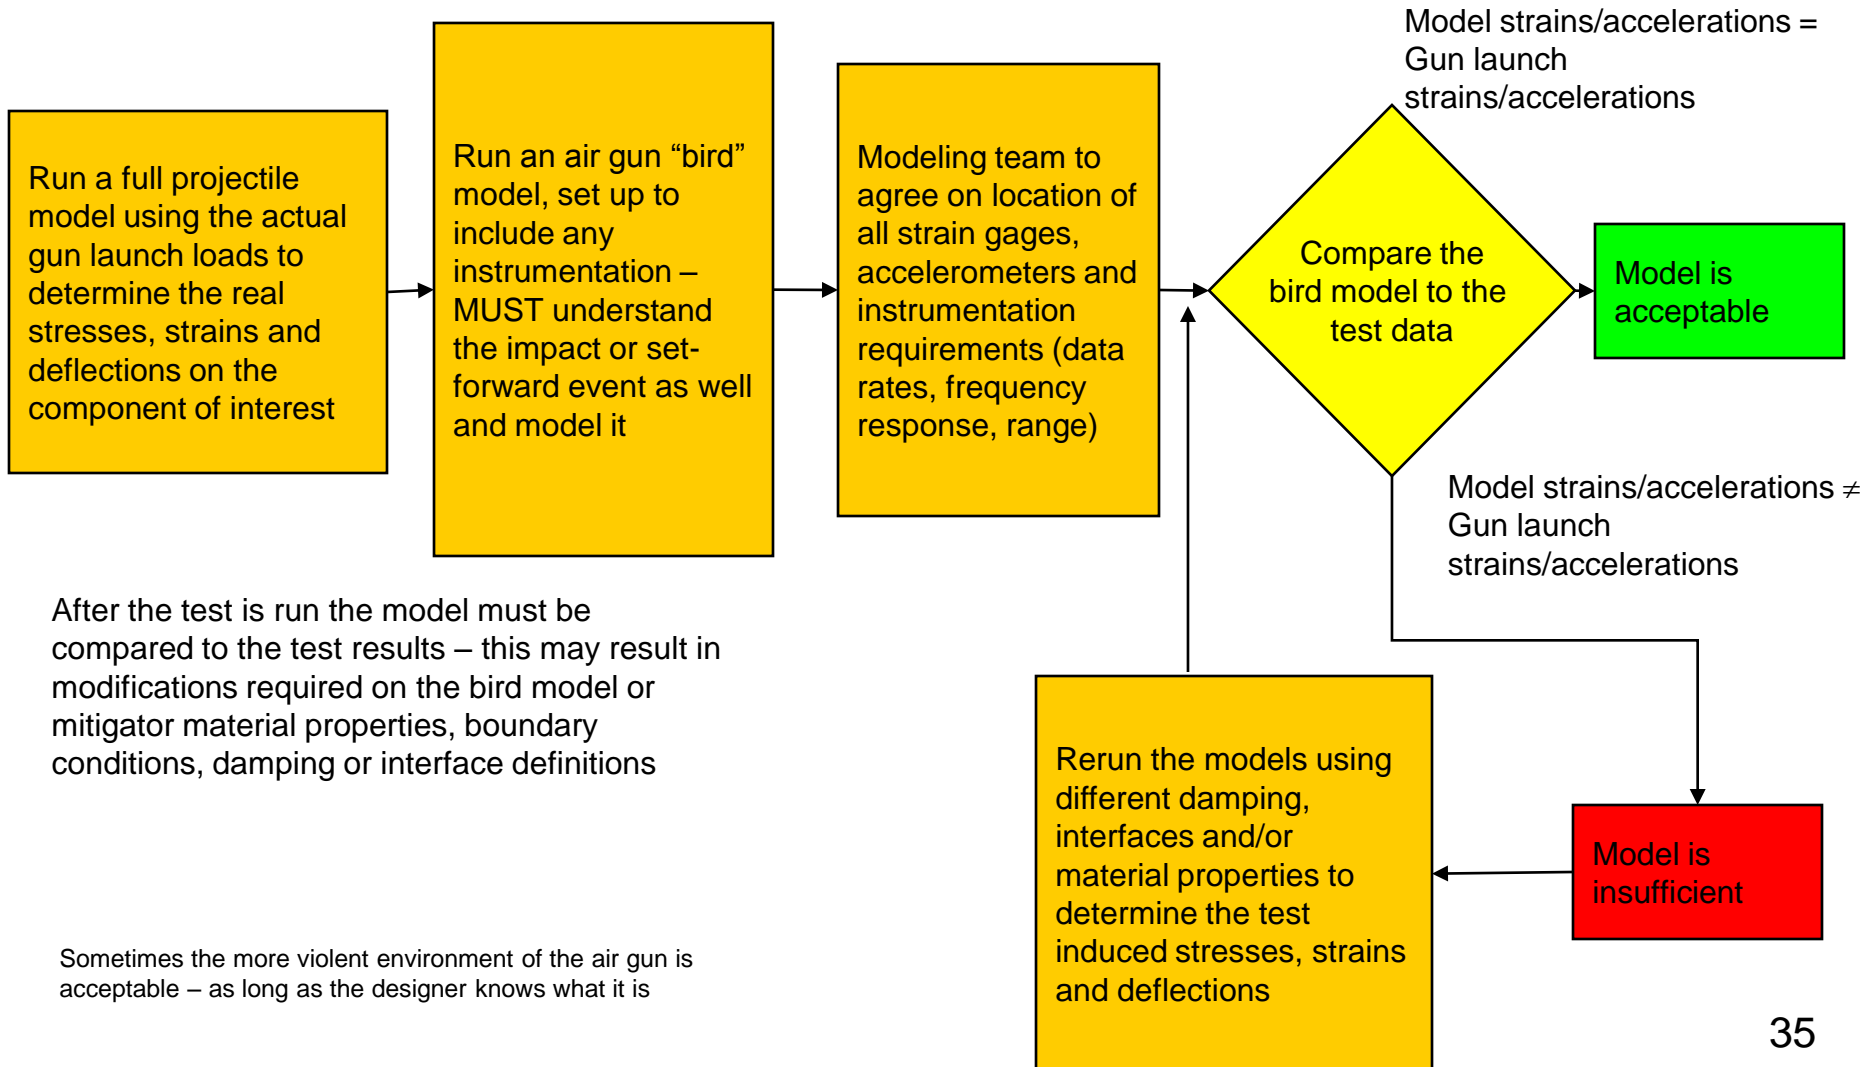 Run a full projectile
model using the actual
gun launch loads to
determine the real
stresses, strains and
deflections on the
component of interest
Run an air gun “bird”
model, set up to
include any
instrumentation –
MUST understand
the impact or set-
forward event as well
and model it
Modeling team to
agree on location of
all strain gages,
accelerometers and
instrumentation
requirements (data
rates, frequency
response, range)
Model strains/accelerations =
Gun launch
strains/accelerations
Compare the
bird model to the
test data
Model is
acceptable
Model strains/accelerations ≠
Gun launch
strains/accelerations
After the test is run the model must be
compared to the test results – this may result in
modifications required on the bird model or
mitigator material properties, boundary
conditions, damping or interface definitions
Rerun the models using
different damping,
interfaces and/or
material properties to
determine the test
induced stresses, strains
and deflections
Model is
insufficient
Sometimes the more violent environment of the air gun is
acceptable – as long as the designer knows what it is
35